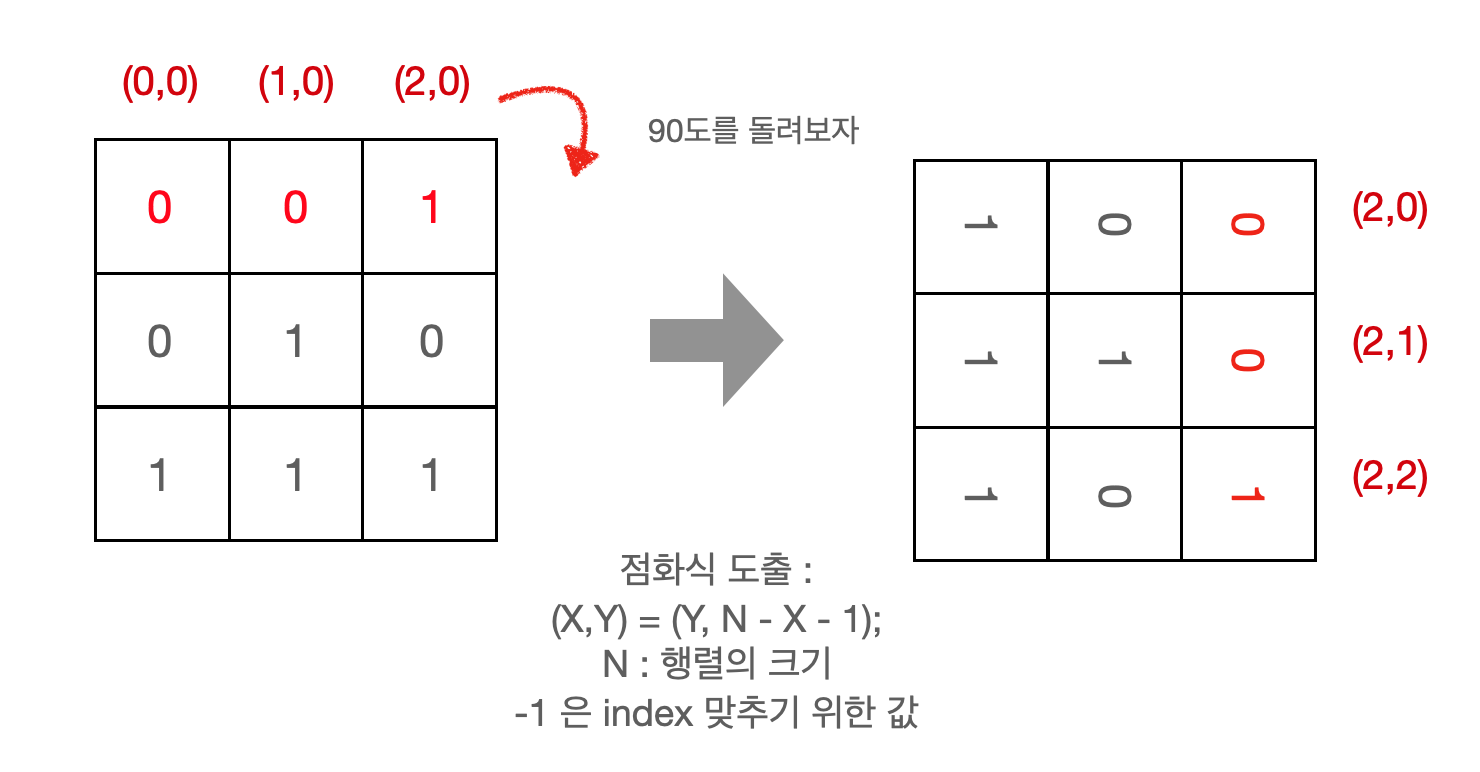 (0,0) (1,0) (2,0)
90도를 돌려보자
0 0 1
0 1 0
1 1 1
1 0 0 (2,0)
1 1 0 (2,1)
1 0 1 (2,2)
점화식 도출 :
(X,Y) = (Y, N - X - 1);
N : 행렬의 크기
-1 은 index 맞추기 위한 값